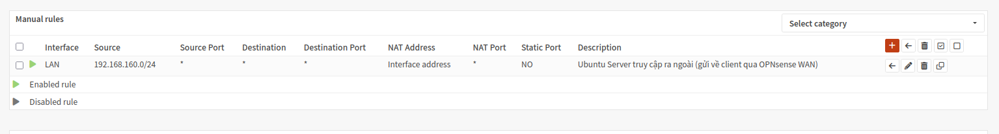 Manual rules
Select category
Interface Source Source Port Destination Destination Port NAT Address NAT Port Static Port Description
LAN 192.168.160.0/24 * * * Interface address * NO Ubuntu Server truy cập ra ngoài (gửi về client qua OPNsense WAN)
Enabled rule
Disabled rule